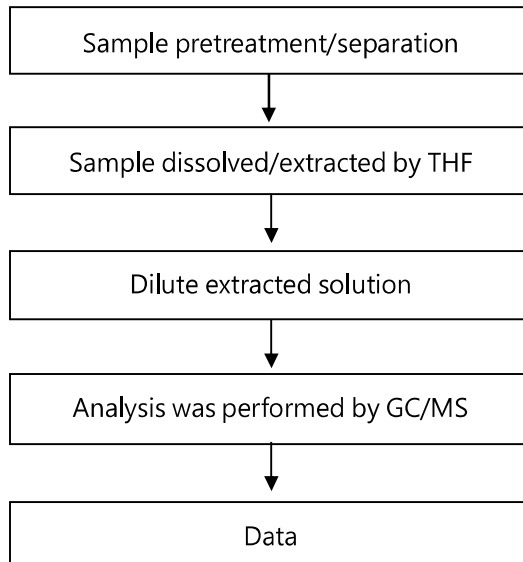 Sample pretreatment/separation
Sample dissolved/extracted by THF
Dilute extracted solution
Analysis was performed by GC/MS
Data